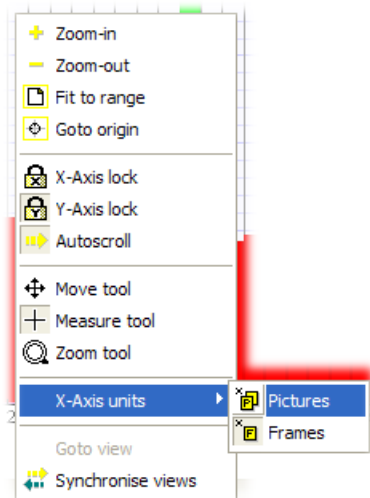 Zoom-in
Zoom-out
Fit to range
Goto origin
X-Axis lock
Y-Axis lock
Autoscroll
Move tool
Measure tool
Zoom tool
X-Axis units
Pictures
Frames
2
Goto view
Synchronise views